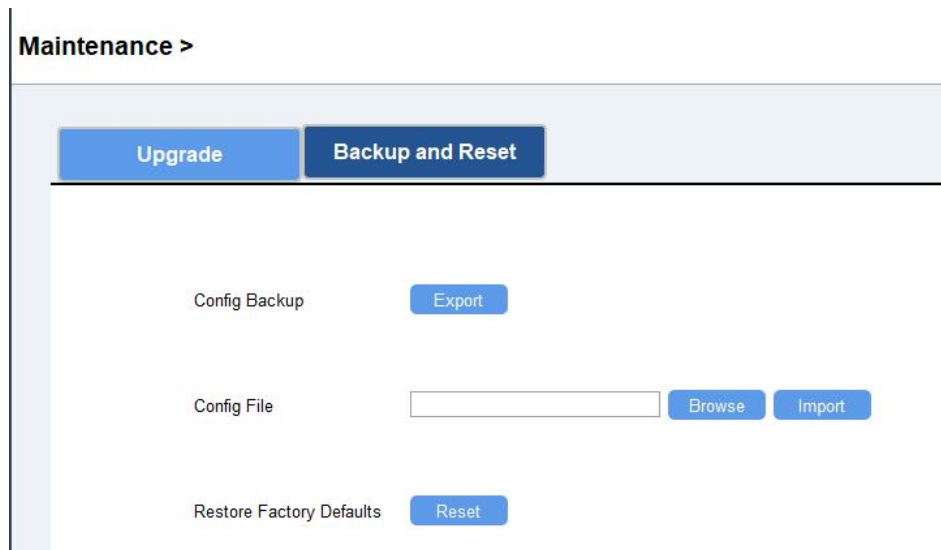 Maintenance >
Upgrade
Backup and Reset
Config Backup
Export
Config File
Browse
Import
Restore Factory Defaults
Reset